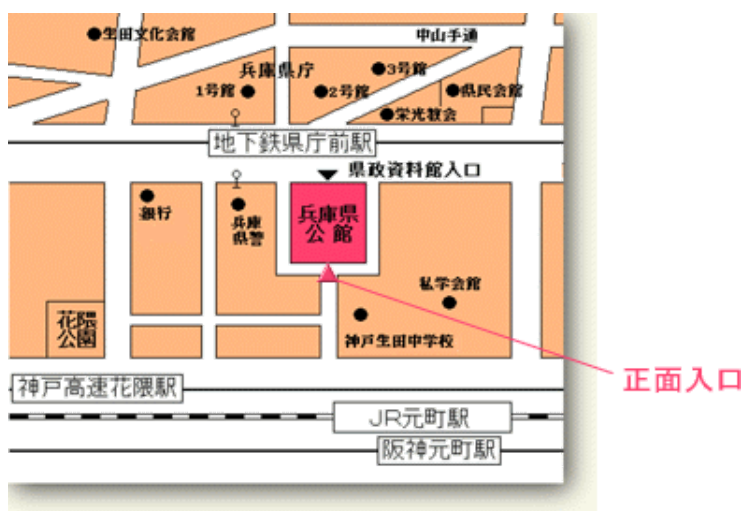 生田文化会館
中山手通
兵庫県庁
1号館
2号館
3号館
県民会館
栄光教会
地下鉄県庁前駅
県政資料館入口
銀行
兵庫
県警
兵庫県
公館
私学会館
花隈
公園
神戸生田中学校
正面入口
神戸高速花隈駅
JR元町駅
阪神元町駅